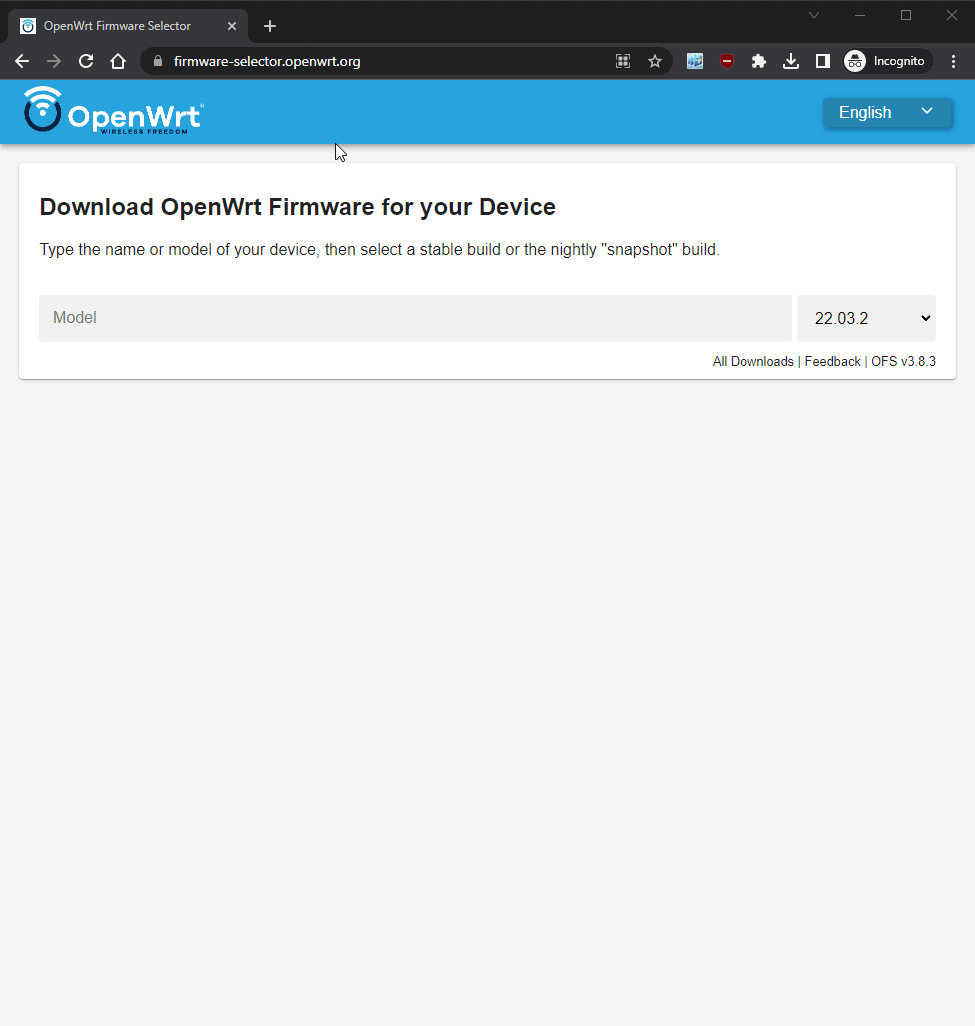 OpenWrt Firmware Selector
firmware-selector.openwrt.org
Incognito
OpenWrt
WIRELESS FREEDOM
English
Download OpenWrt Firmware for your Device
Type the name or model of your device, then select a stable build or the nightly "snapshot" build.
Model
22.03.2
All Downloads | Feedback | OFS v3.8.3